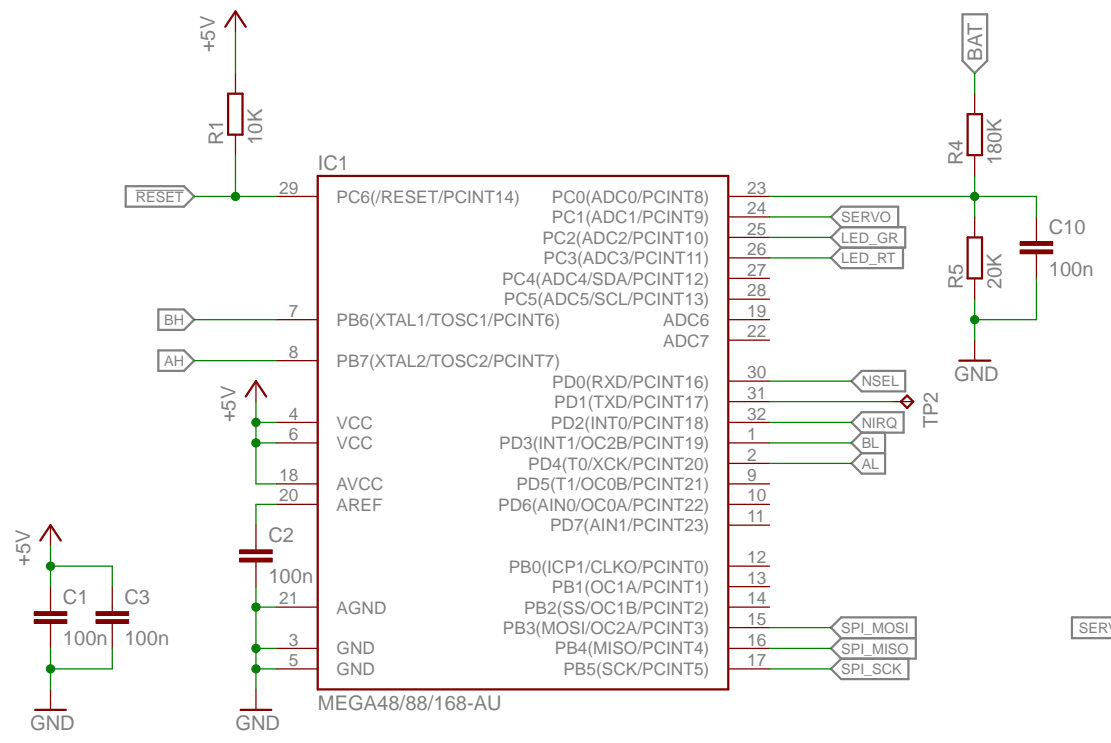 +5V
R1
10K
BAT
R4
180K
IC1
RESET
29
PC6(/RESET/PCINT14)
PC0(ADC0/PCINT8)
23
PC1(ADC1/PCINT9)
24
SERVO
PC2(ADC2/PCINT10)
25
LED_GR
PC3(ADC3/PCINT11)
26
LED_RT
PC4(ADC4/SDA/PCINT12)
27
PC5(ADC5/SCL/PCINT13)
28
R5
20K
C10
100n
GND
BH
7
PB6(XTAL1/TOSC1/PCINT6)
ADC6
19
ADC7
22
AH
8
PB7(XTAL2/TOSC2/PCINT7)
PD0(RXD/PCINT16)
30
NSEL
PD1(TXD/PCINT17)
31
TP2
+5V
4
VCC
PD2(INT0/PCINT18)
32
NIRQ
6
VCC
PD3(INT1/OC2B/PCINT19)
1
BL
PD4(T0/XCK/PCINT20)
2
AL
18
AVCC
PD5(T1/OC0B/PCINT21)
9
20
AREF
PD6(AIN0/OC0A/PCINT22)
10
PD7(AIN1/PCINT23)
11
C2
100n
+5V
C1
100n
C3
100n
GND
PB0(ICP1/CLKO/PCINT0)
12
PB1(OC1A/PCINT1)
13
21
AGND
PB2(SS/OC1B/PCINT2)
14
PB3(MOSI/OC2A/PCINT3)
15
SPI_MOSI
3
GND
PB4(MISO/PCINT4)
16
SPI_MISO
5
GND
PB5(SCK/PCINT5)
17
SPI_SCK
GND
MEGA48/88/168-AU